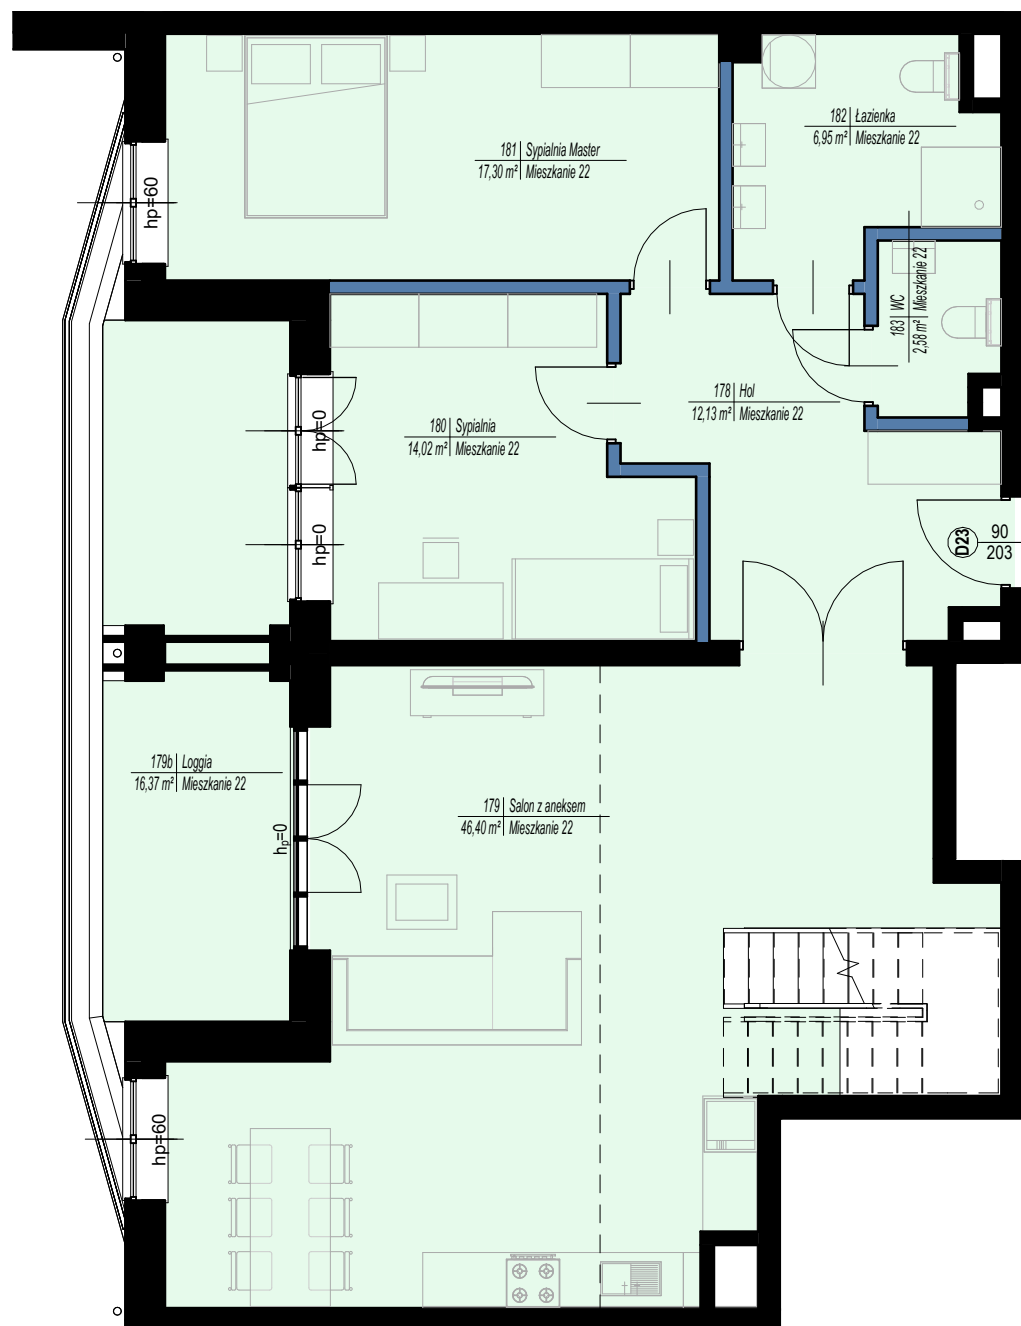 182 Łazienka
6,95 m² Mieszkanie 22
181 Sypialnia Master
17,30 m² Mieszkanie 22
hp=60
183 WC
2,58 m² Mieszkanie 22
178 Hol
12,13 m² Mieszkanie 22
180 Sypialnia
14,02 m² Mieszkanie 22
hp=0
hp=0
D23
90
203
179b Loggia
16,37 m² Mieszkanie 22
179 Salon z aneksem
46,40 m² Mieszkanie 22
hp=0
hp=60